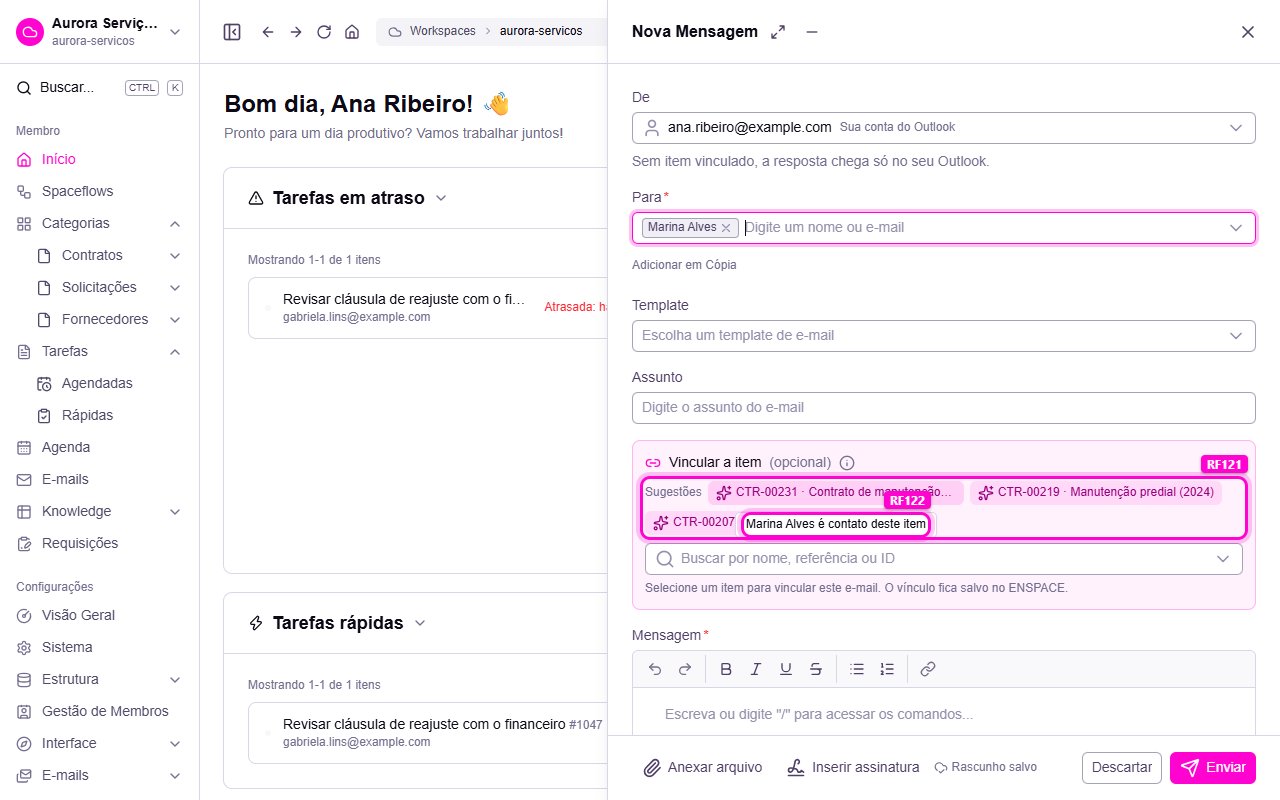 Aurora Serviç...
aurora-servicos
Buscar... CTRL K
Membro
Início
Spaceflows
Categorias
Contratos
Solicitações
Fornecedores
Tarefas
Agendadas
Rápidas
Agenda
E-mails
Knowledge
Requisições
Configurações
Visão Geral
Sistema
Estrutura
Gestão de Membros
Interface
E-mails
Workspaces > aurora-servicos
Bom dia, Ana Ribeiro! 👋
Pronto para um dia produtivo? Vamos trabalhar juntos!
Tarefas em atraso
Mostrando 1-1 de 1 itens
Revisar cláusula de reajuste com o fi...
gabriela.lins@example.com
Atrasada: há
Tarefas rápidas
Mostrando 1-1 de 1 itens
Revisar cláusula de reajuste com o financeiro #1047
gabriela.lins@example.com
Nova Mensagem
De
ana.ribeiro@example.com Sua conta do Outlook
Sem item vinculado, a resposta chega só no seu Outlook.
Para*
Marina Alves Digite um nome ou e-mail
Adicionar em Cópia
Template
Escolha um template de e-mail
Assunto
Digite o assunto do e-mail
Vincular a item (opcional)
RF121
Sugestões CTR-00231 · Contrato de manutenção... CTR-00219 · Manutenção predial (2024)
RF122
CTR-00207 Marina Alves é contato deste item
Buscar por nome, referência ou ID
Selecione um item para vincular este e-mail. O vínculo fica salvo no ENSPACE.
Mensagem*
B I U S
Escreva ou digite "/" para acessar os comandos...
Anexar arquivo Inserir assinatura Rascunho salvo Descartar Enviar